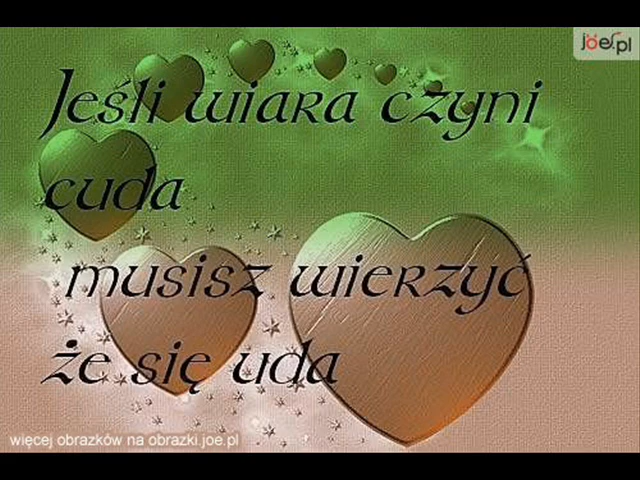 joe.pl
Jeśli wiara czyni
cuda
musisz wierzyć
że się uda
więcej obrazków na obrazki.joe.pl